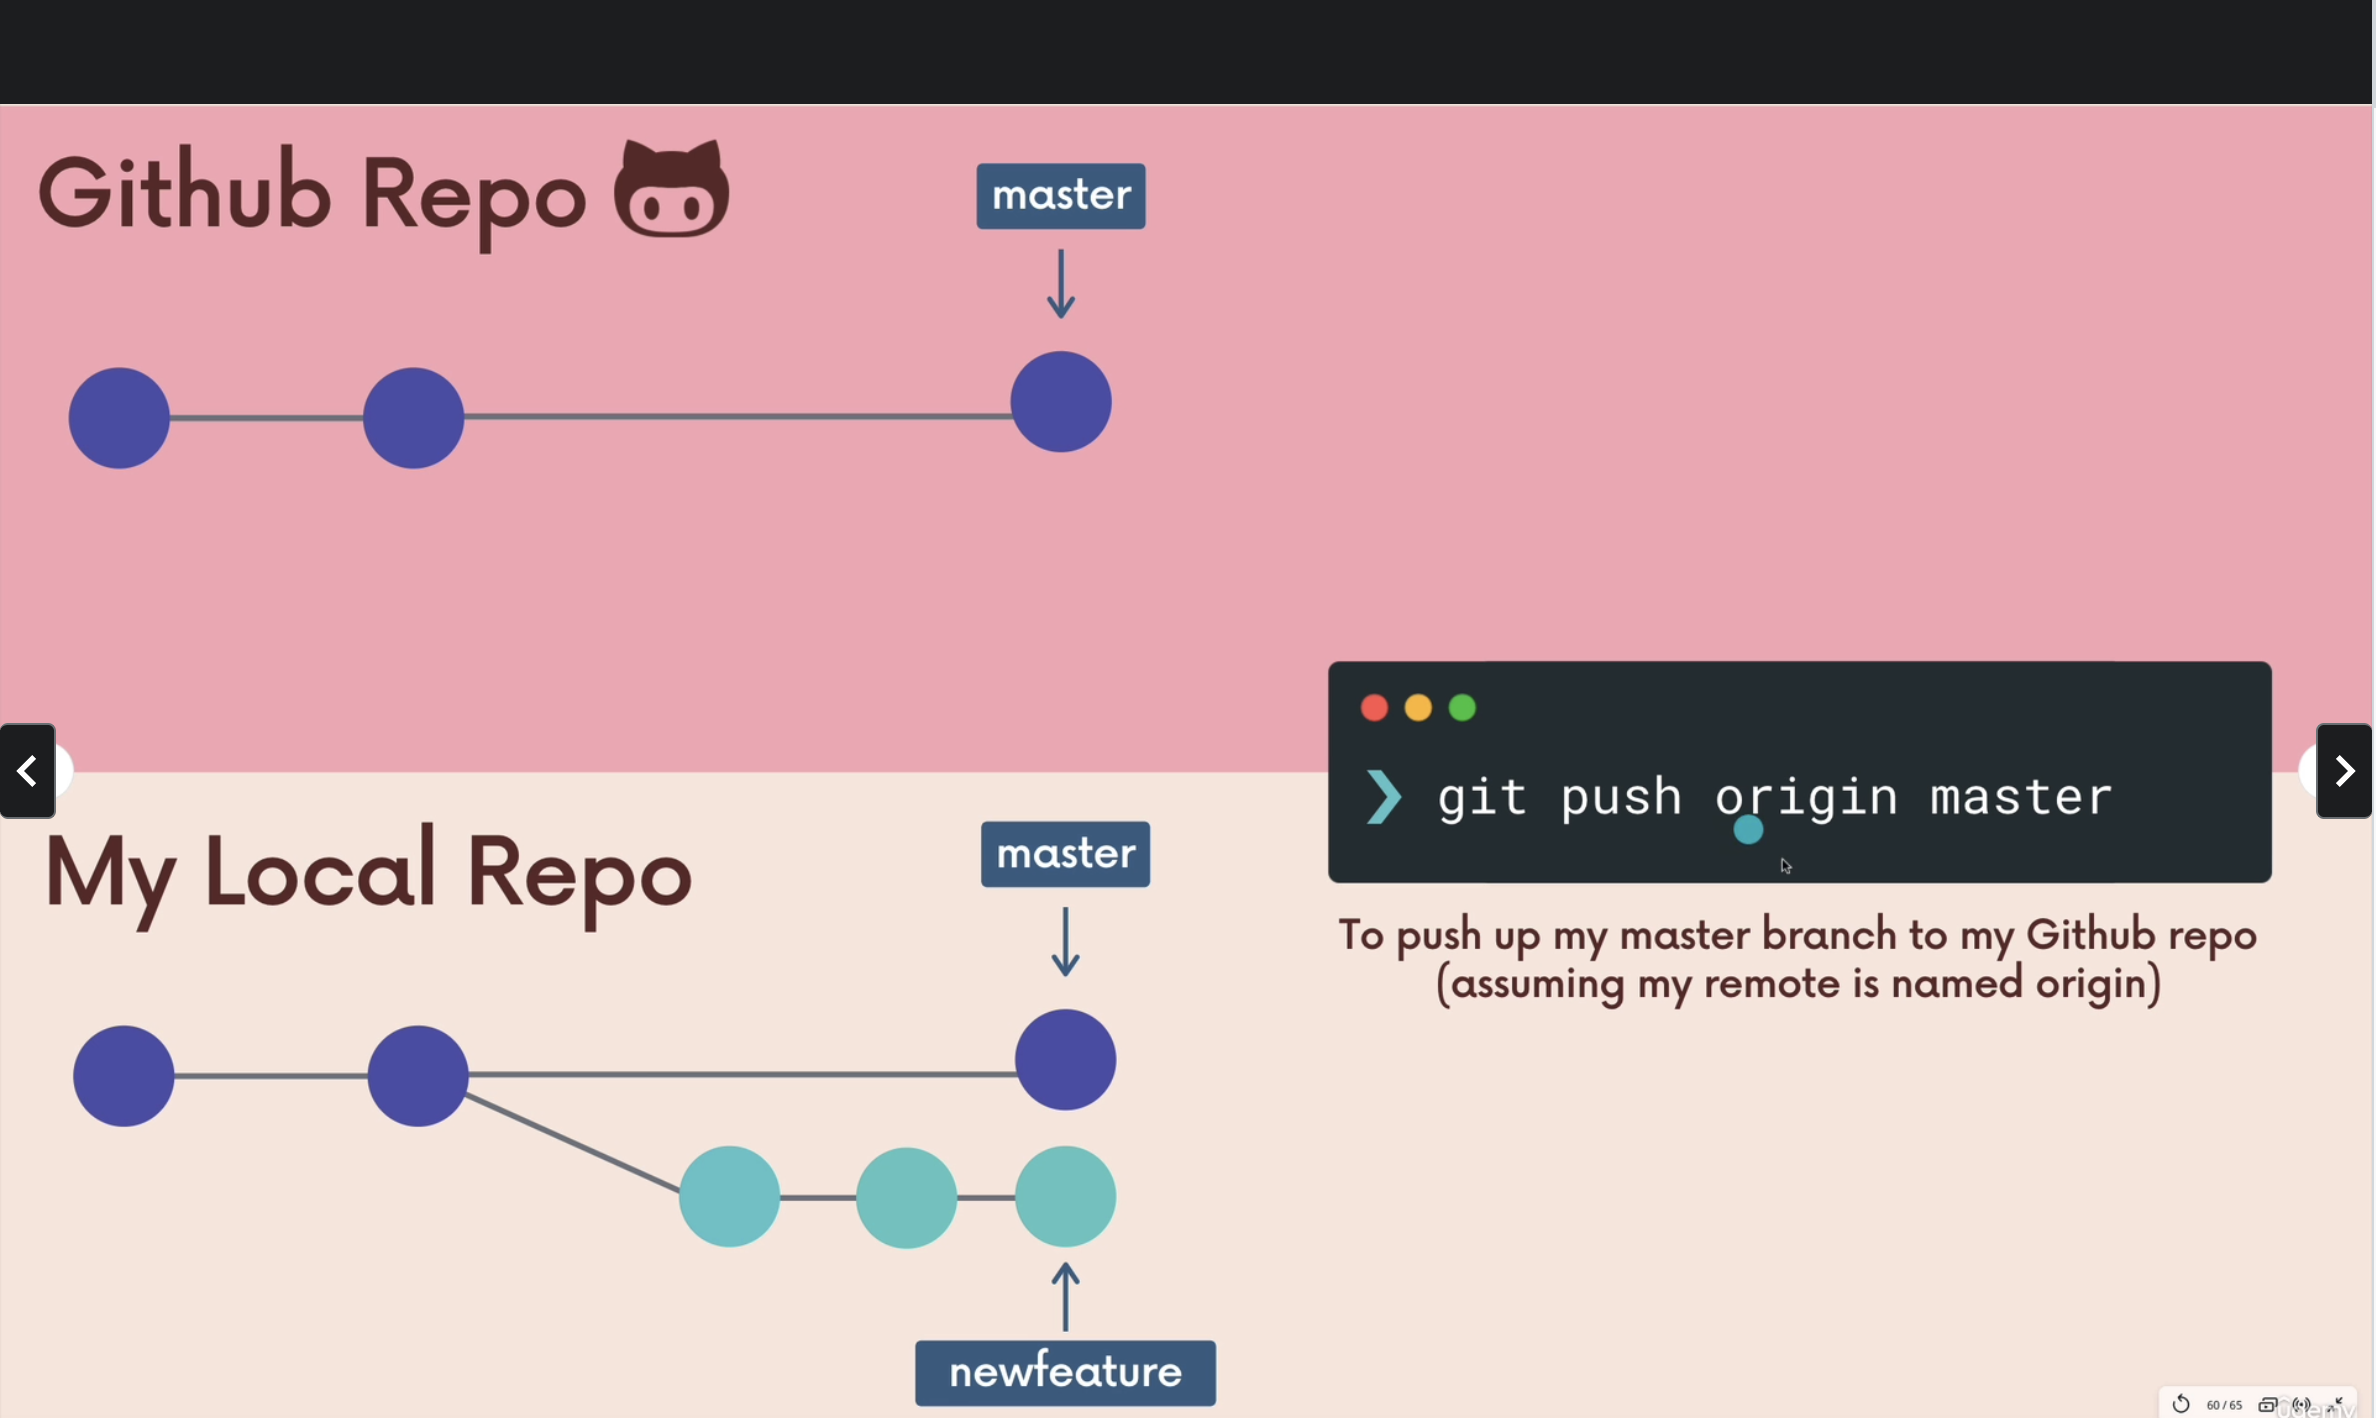 Github Repo
master
git push origin master
My Local Repo
master
To push up my master branch to my Github repo
(assuming my remote is named origin)
newfeature
60 / 65
udemy